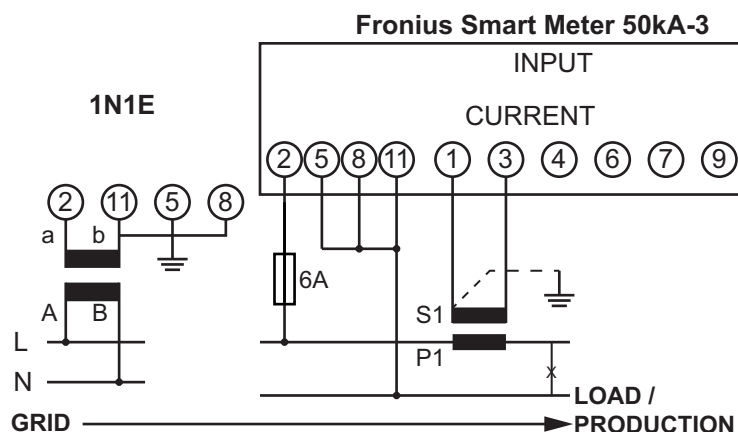 Fronius Smart Meter 50kA-3
INPUT
1N1E
CURRENT
2 5 8 11 1 3 4 6 7 9
2 11 5 8
a b
6A
A B
S1
L
P1
x
N
LOAD /
GRID PRODUCTION